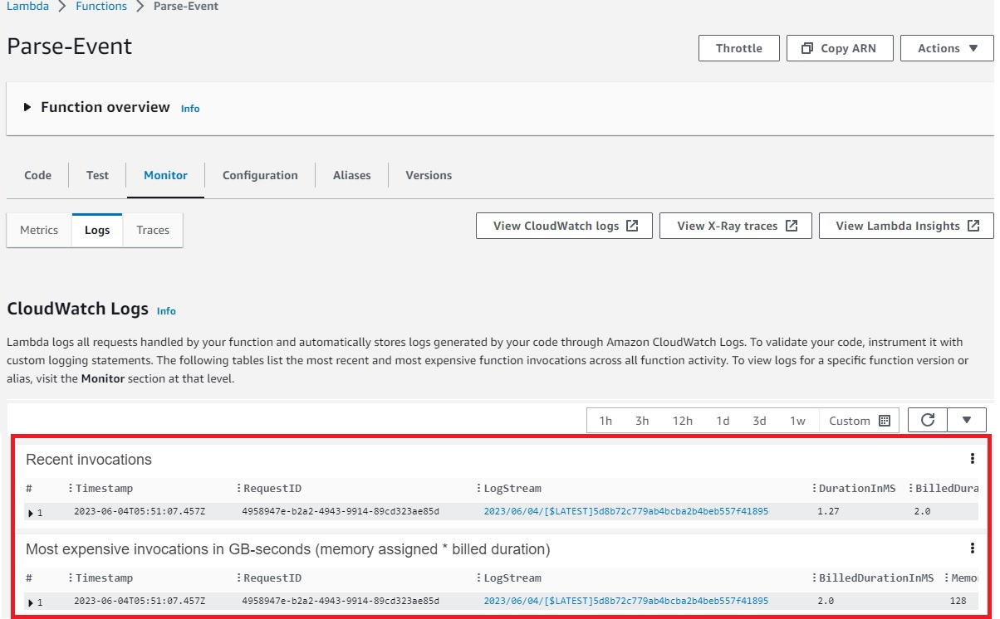 Lambda > Functions > Parse-Event
Parse-Event
Throttle Copy ARN Actions
Function overview Info
Code Test Monitor Configuration Aliases Versions
Metrics Logs Traces View CloudWatch logs View X-Ray traces View Lambda Insights
CloudWatch Logs Info
Lambda logs all requests handled by your function and automatically stores logs generated by your code through Amazon CloudWatch Logs. To validate your code, instrument it with
custom logging statements. The following tables list the most recent and most expensive function invocations across all function activity. To view logs for a specific function version or
alias, visit the Monitor section at that level.
1h 3h 12h 1d 3d 1w Custom
Recent invocations
# Timestamp RequestID LogStream DurationInMS BilledDura
1 2023-06-04T05:51:07.457Z 4958947e-b2a2-4943-9914-89cd323ae85d 2023/06/04/[$LATEST]5d8b72c779ab4bcba2b4beb557f41895 1.27 2.0
Most expensive invocations in GB-seconds (memory assigned * billed duration)
# Timestamp RequestID LogStream BilledDurationInMS Memo
1 2023-06-04T05:51:07.457Z 4958947e-b2a2-4943-9914-89cd323ae85d 2023/06/04/[$LATEST]5d8b72c779ab4bcba2b4beb557f41895 2.0 128